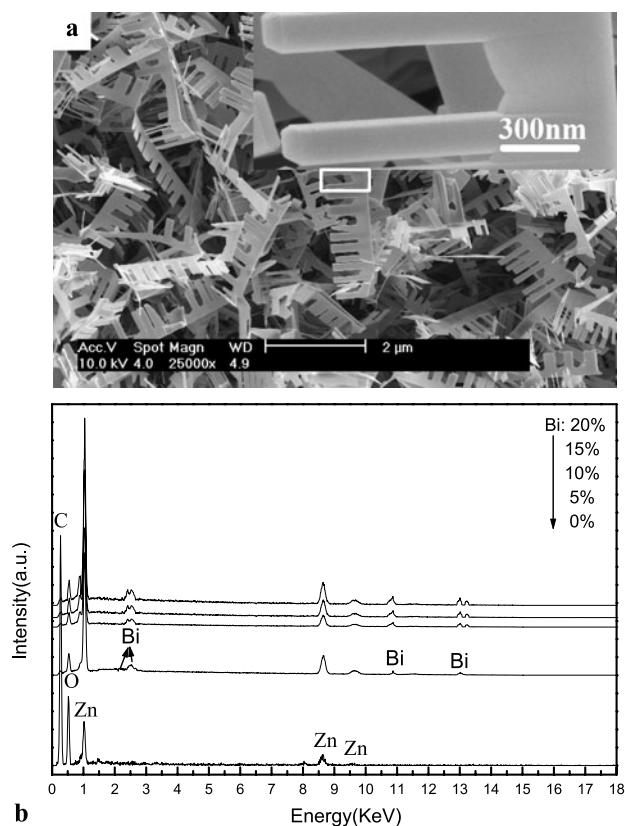 a
300nm
Acc.V Spot Magn WD
10.0 kV 4.0 25000x 4.9
2 µm
Bi: 20%
15%
10%
5%
0%
C
O
Zn
Bi
Bi
Bi
Zn
Zn
Intensity(a.u.)
0 1 2 3 4 5 6 7 8 9 10 11 12 13 14 15 16 17 18
Energy(KeV)
b